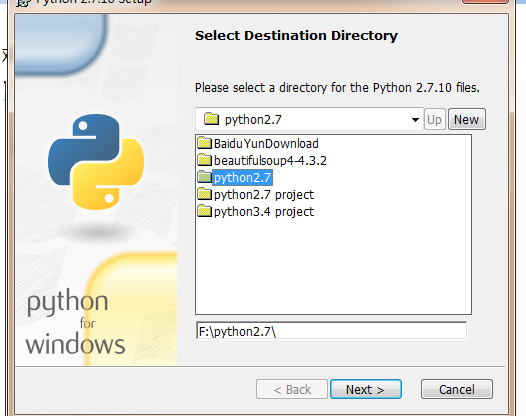 Python 2.7.10 Setup
Select Destination Directory
Please select a directory for the Python 2.7.10 files.
python2.7
Up
New
BaiduYunDownload
beautifulsoup4-4.3.2
python2.7
python2.7 project
python3.4 project
F:\python2.7\
python
for
windows
< Back
Next >
Cancel